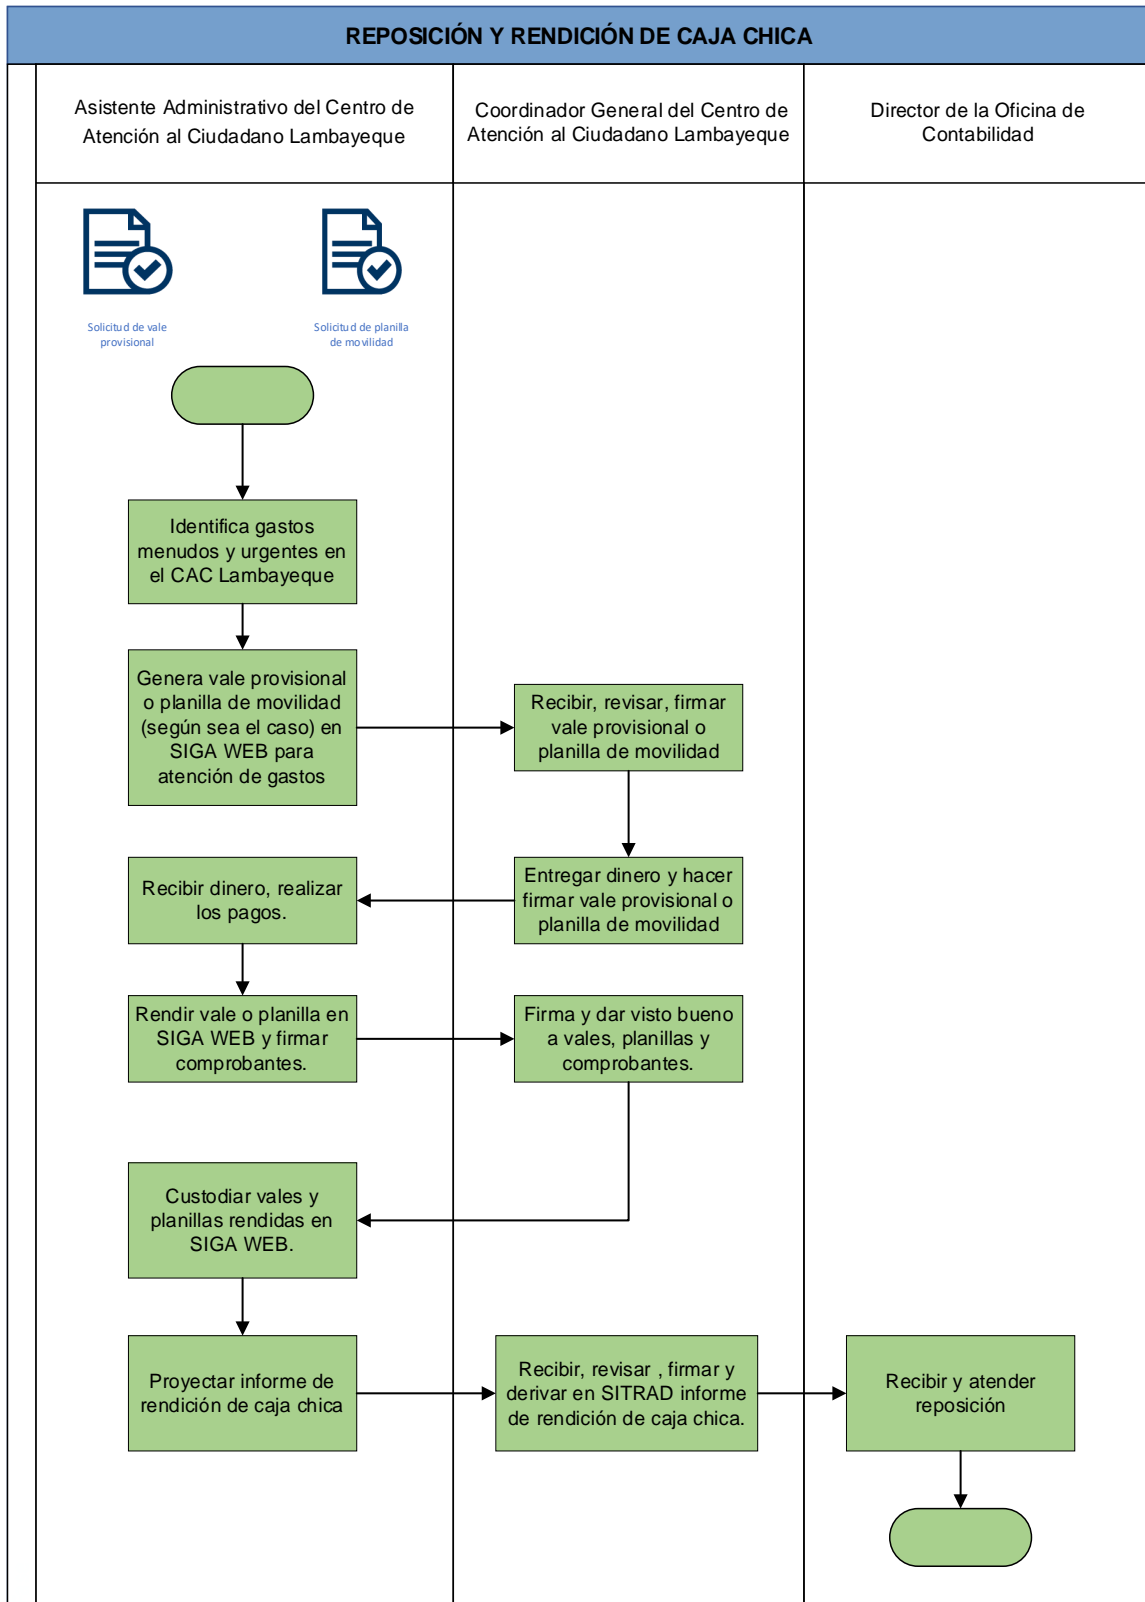 REPOSICIÓN Y RENDICIÓN DE CAJA CHICA
Asistente Administrativo del Centro de
Atención al Ciudadano Lambayeque
Coordinador General del Centro de
Atención al Ciudadano Lambayeque
Director de la Oficina de
Contabilidad
Solicitud de vale
provisional
Solicitud de planilla
de movilidad
Identifica gastos
menudos y urgentes en
el CAC Lambayeque
Genera vale provisional
o planilla de movilidad
(según sea el caso) en
SIGA WEB para
atención de gastos
Recibir, revisar, firmar
vale provisional o
planilla de movilidad
Entregar dinero y hacer
firmar vale provisional o
planilla de movilidad
Recibir dinero, realizar
los pagos.
Rendir vale o planilla en
SIGA WEB y firmar
comprobantes.
Firma y dar visto bueno
a vales, planillas y
comprobantes.
Custodiar vales y
planillas rendidas en
SIGA WEB.
Proyectar informe de
rendición de caja chica
Recibir, revisar , firmar y
derivar en SITRAD informe
de rendición de caja chica.
Recibir y atender
reposición